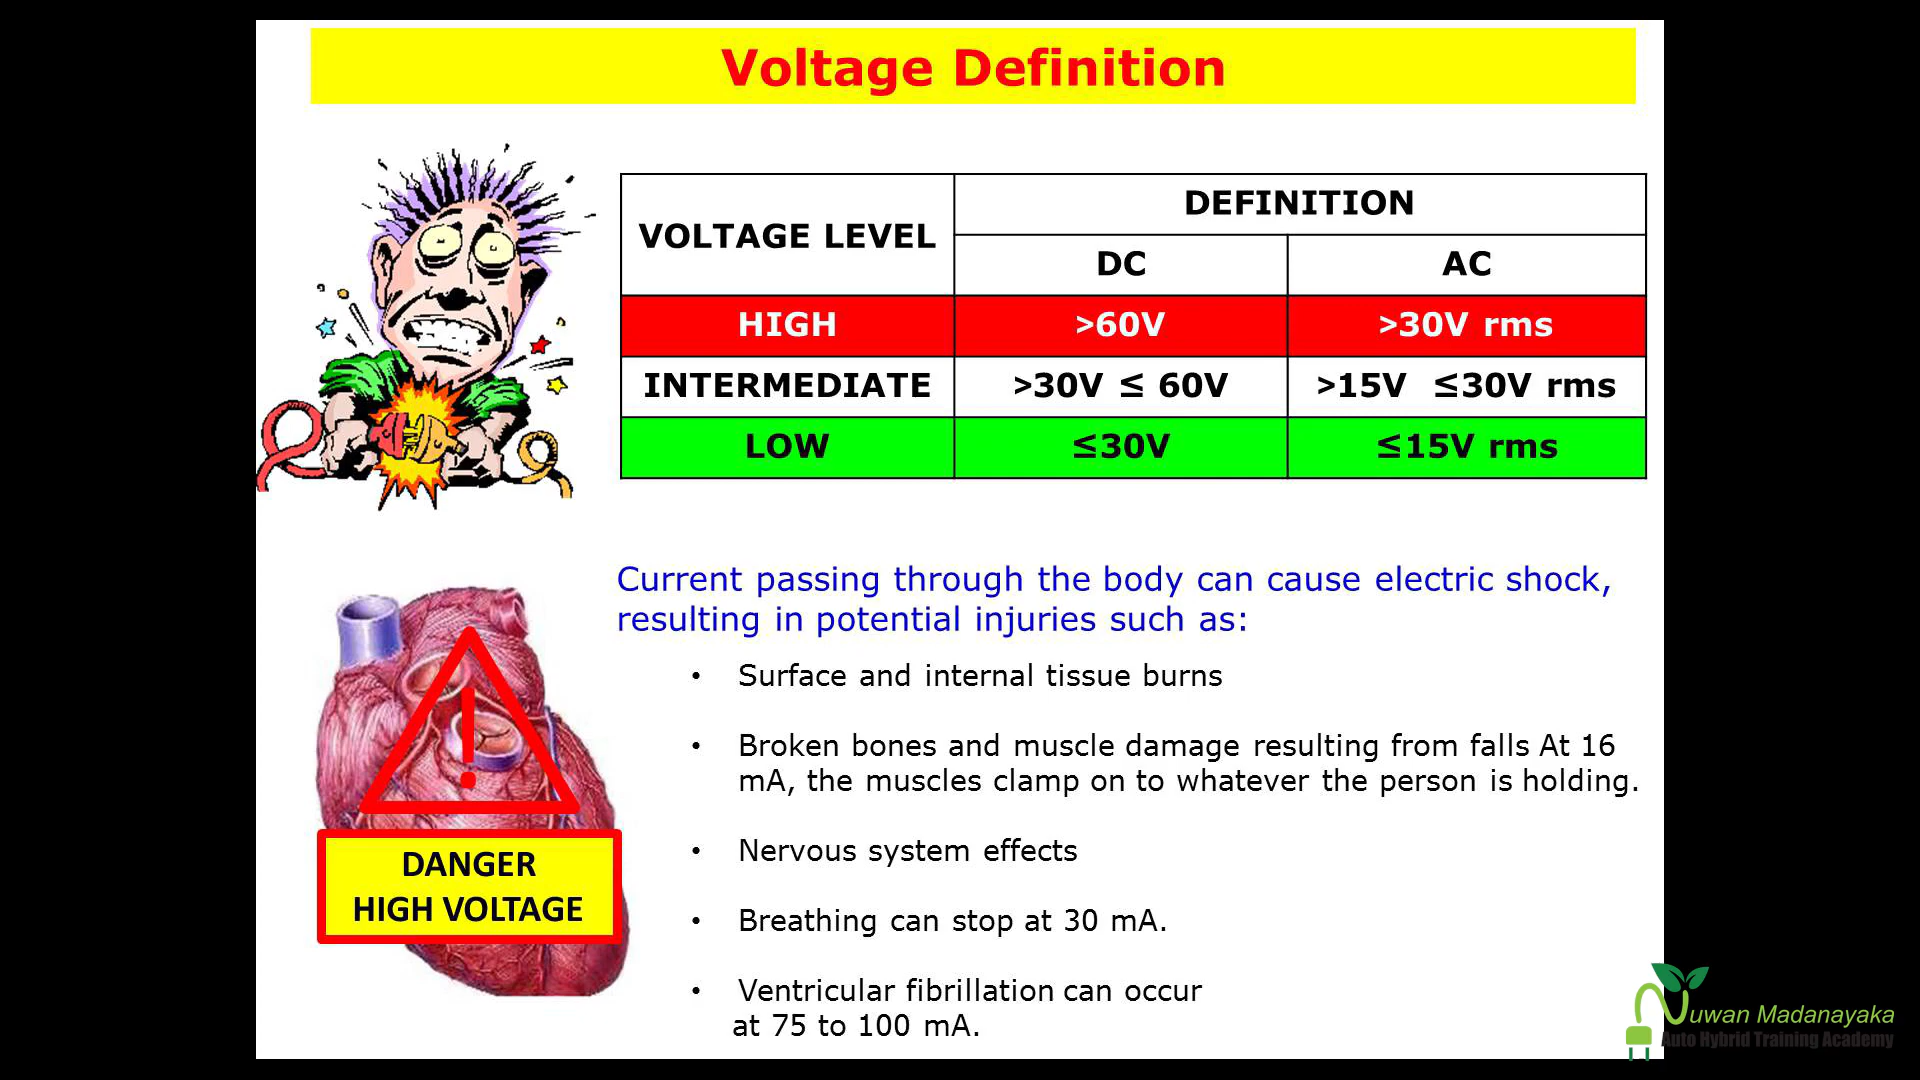 Voltage Definition
VOLTAGE LEVEL
DEFINITION
DC
AC
HIGH
>60V
>30V rms
INTERMEDIATE
>30V ≤ 60V
>15V ≤30V rms
LOW
≤30V
≤15V rms
Current passing through the body can cause electric shock,
resulting in potential injuries such as:
• Surface and internal tissue burns
• Broken bones and muscle damage resulting from falls At 16
mA, the muscles clamp on to whatever the person is holding.
• Nervous system effects
• Breathing can stop at 30 mA.
• Ventricular fibrillation can occur
at 75 to 100 mA.
!
DANGER
HIGH VOLTAGE
Nuwan Madanayaka
Auto Hybrid Training Academy